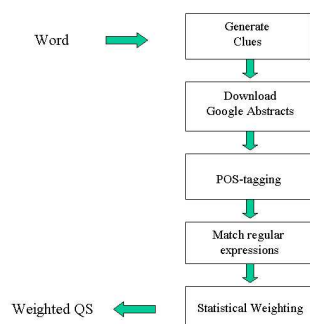 Generate
Clues
Word
Download
Google Abstracts
POS-tagging
Match regular
expressions
Statistical Weighting
Weighted QS